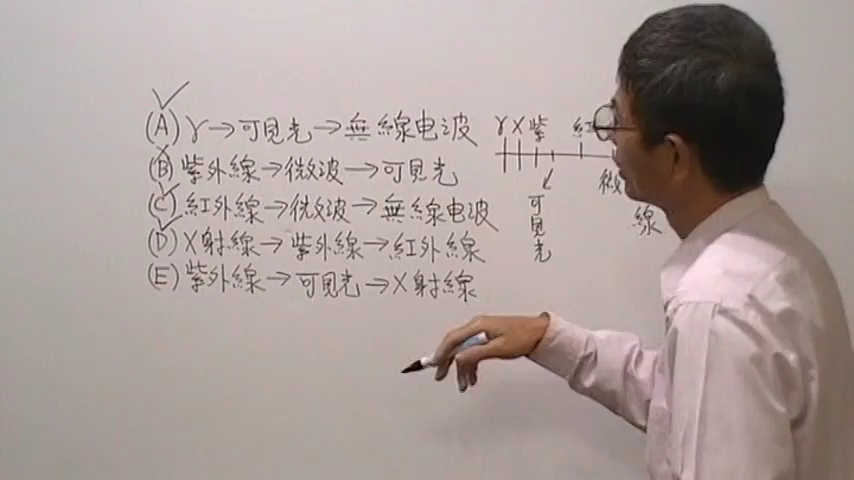 (A) γ→可見光→無線电波
(B) 紫外線→微波→可見光
(C) 紅外線→微波→無線电波
(D) X射線→紫外線→紅外線
(E) 紫外線→可見光→X射線
γ X 紫 紅
可見光
微
線